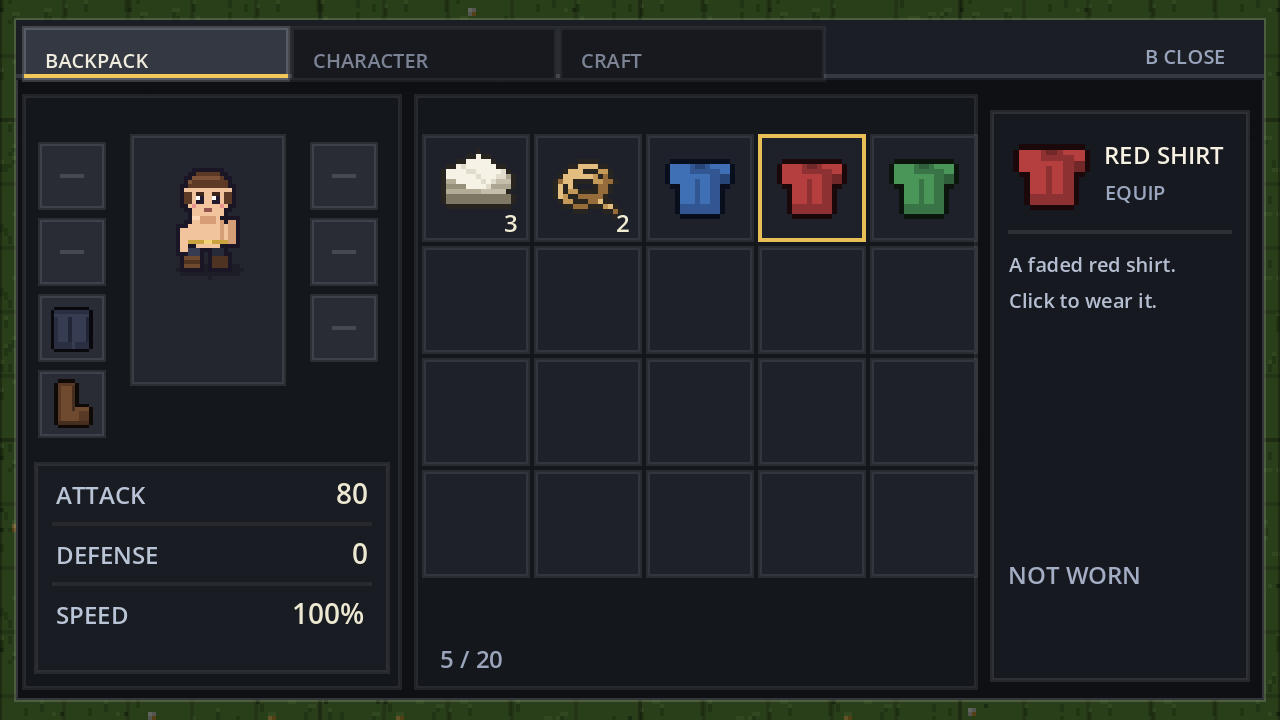 BACKPACK
CHARACTER
CRAFT
B CLOSE
3
2
RED SHIRT
EQUIP
A faded red shirt.
Click to wear it.
ATTACK 80
DEFENSE 0
SPEED 100%
NOT WORN
5 / 20